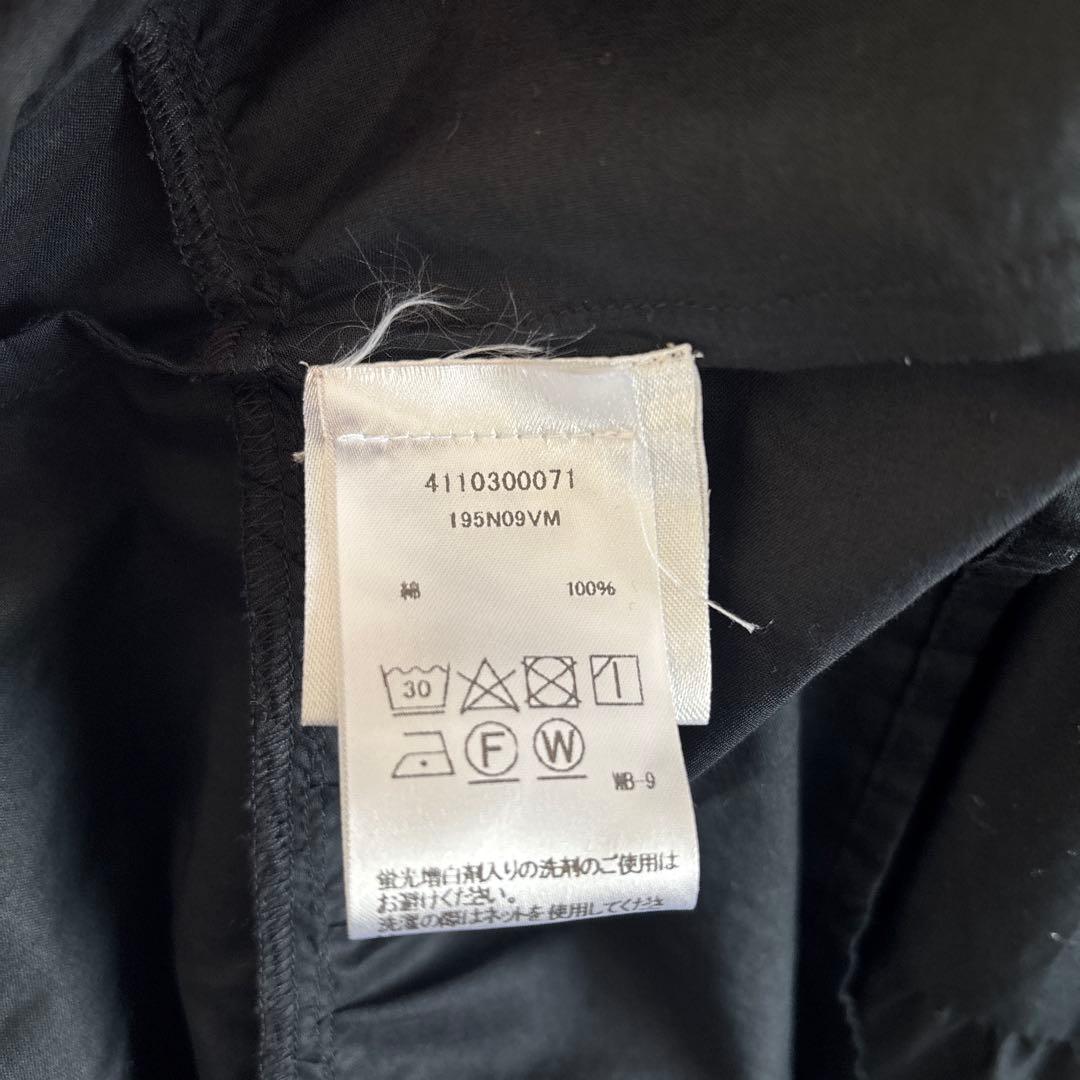 4110300071
195N09VM
綿 100%
30
F W
WB-9
蛍光増白剤入りの洗剤のご使用は
お避けください。
洗濯の際はネットを使用してくださ